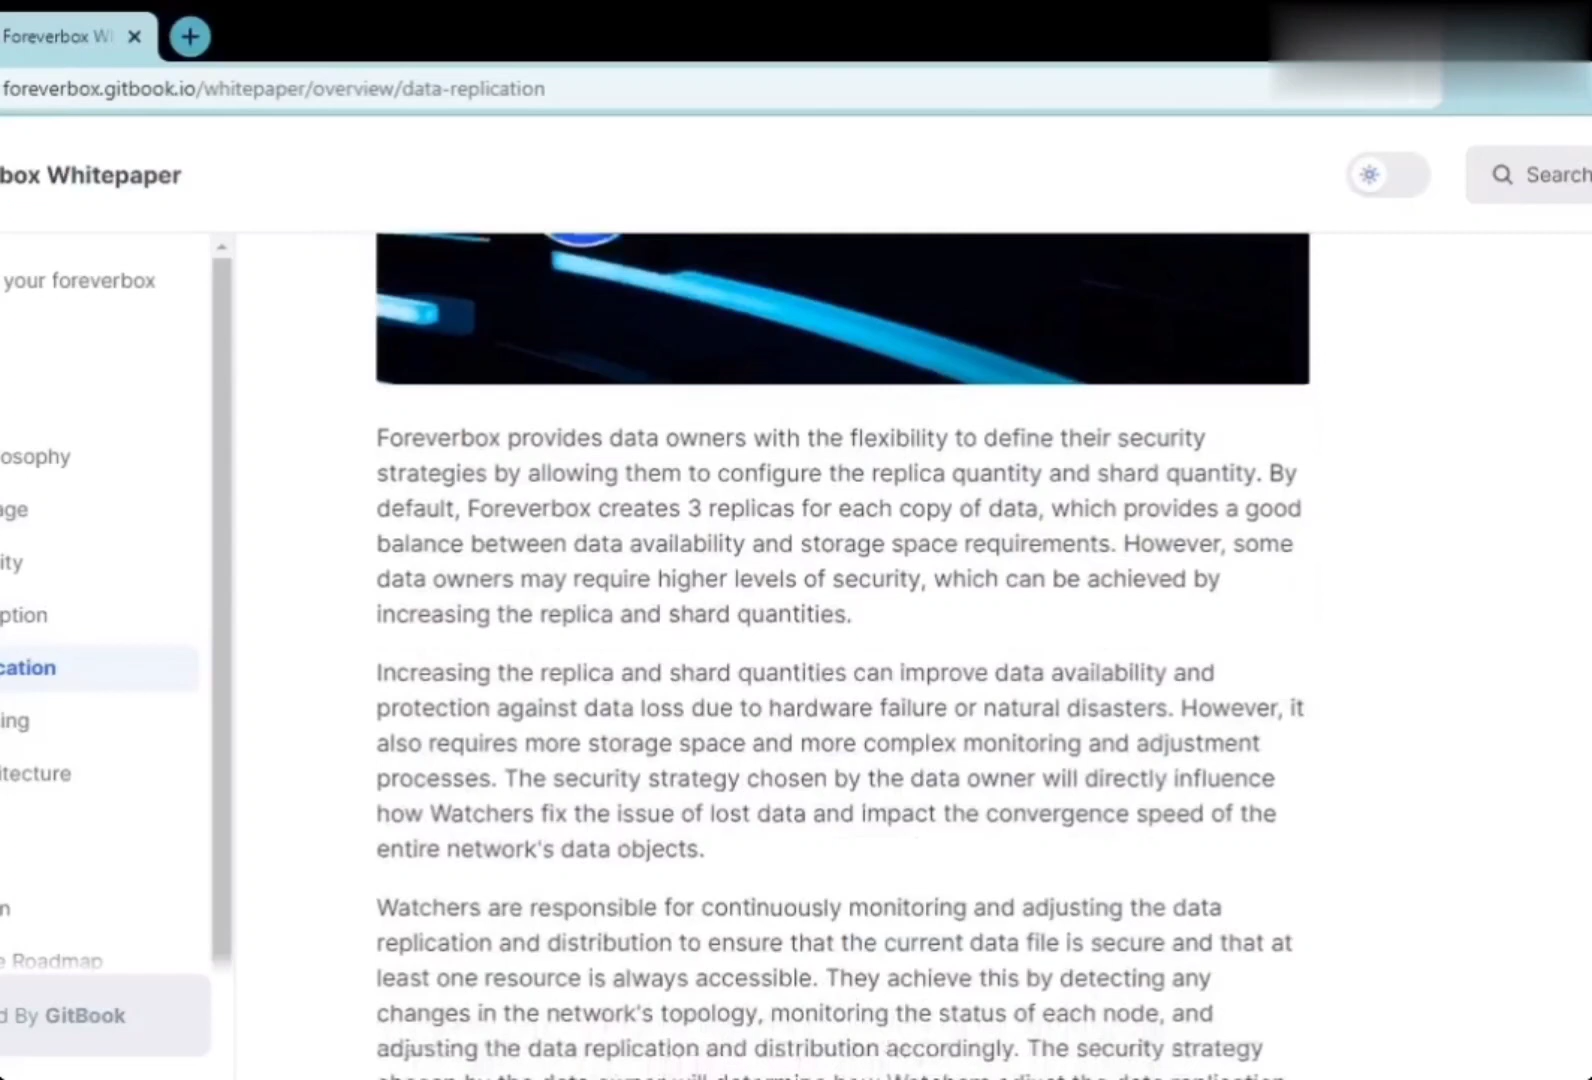 Foreverbox
foreverbox.gitbook.io/whitepaper/overview/data-replication
box Whitepaper
Search
your foreverbox
osophy
age
ity
ption
cation
ing
itecture
n
e Roadmap
d By GitBook
Foreverbox provides data owners with the flexibility to define their security
strategies by allowing them to configure the replica quantity and shard quantity. By
default, Foreverbox creates 3 replicas for each copy of data, which provides a good
balance between data availability and storage space requirements. However, some
data owners may require higher levels of security, which can be achieved by
increasing the replica and shard quantities.
Increasing the replica and shard quantities can improve data availability and
protection against data loss due to hardware failure or natural disasters. However, it
also requires more storage space and more complex monitoring and adjustment
processes. The security strategy chosen by the data owner will directly influence
how Watchers fix the issue of lost data and impact the convergence speed of the
entire network's data objects.
Watchers are responsible for continuously monitoring and adjusting the data
replication and distribution to ensure that the current data file is secure and that at
least one resource is always accessible. They achieve this by detecting any
changes in the network's topology, monitoring the status of each node, and
adjusting the data replication and distribution accordingly. The security strategy